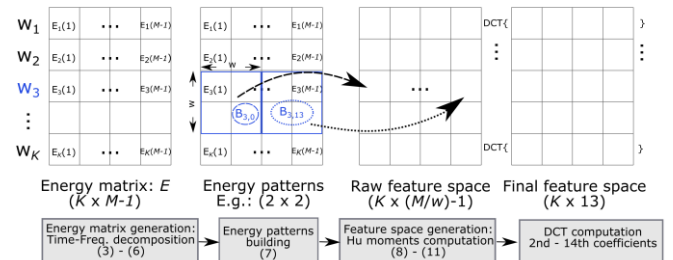 W1 E1(1) ... E1(M-1) E1(1) ... E1(M-1) DCT{ }
W2 E2(1) ... E2(M-1) E2(1) ... E2(M-1) ⋮ ⋮
w
W3 E3(1) ... E3(M-1) E3(1) ... E3(M-1) ...
w
⋮ B3,0 B3,13
WK EK(1) ... EK(M-1) EK(1) ... EK(M-1) DCT{ }
Energy matrix: E Energy patterns Raw feature space Final feature space
(K x M-1) E.g.: (2 x 2) (K x (M/w)-1) (K x 13)
Energy matrix generation:
Time-Freq. decomposition
(3) - (6)
Energy patterns
building
(7)
Feature space generation:
Hu moments computation
(8) - (11)
DCT computation
2nd - 14th coefficients